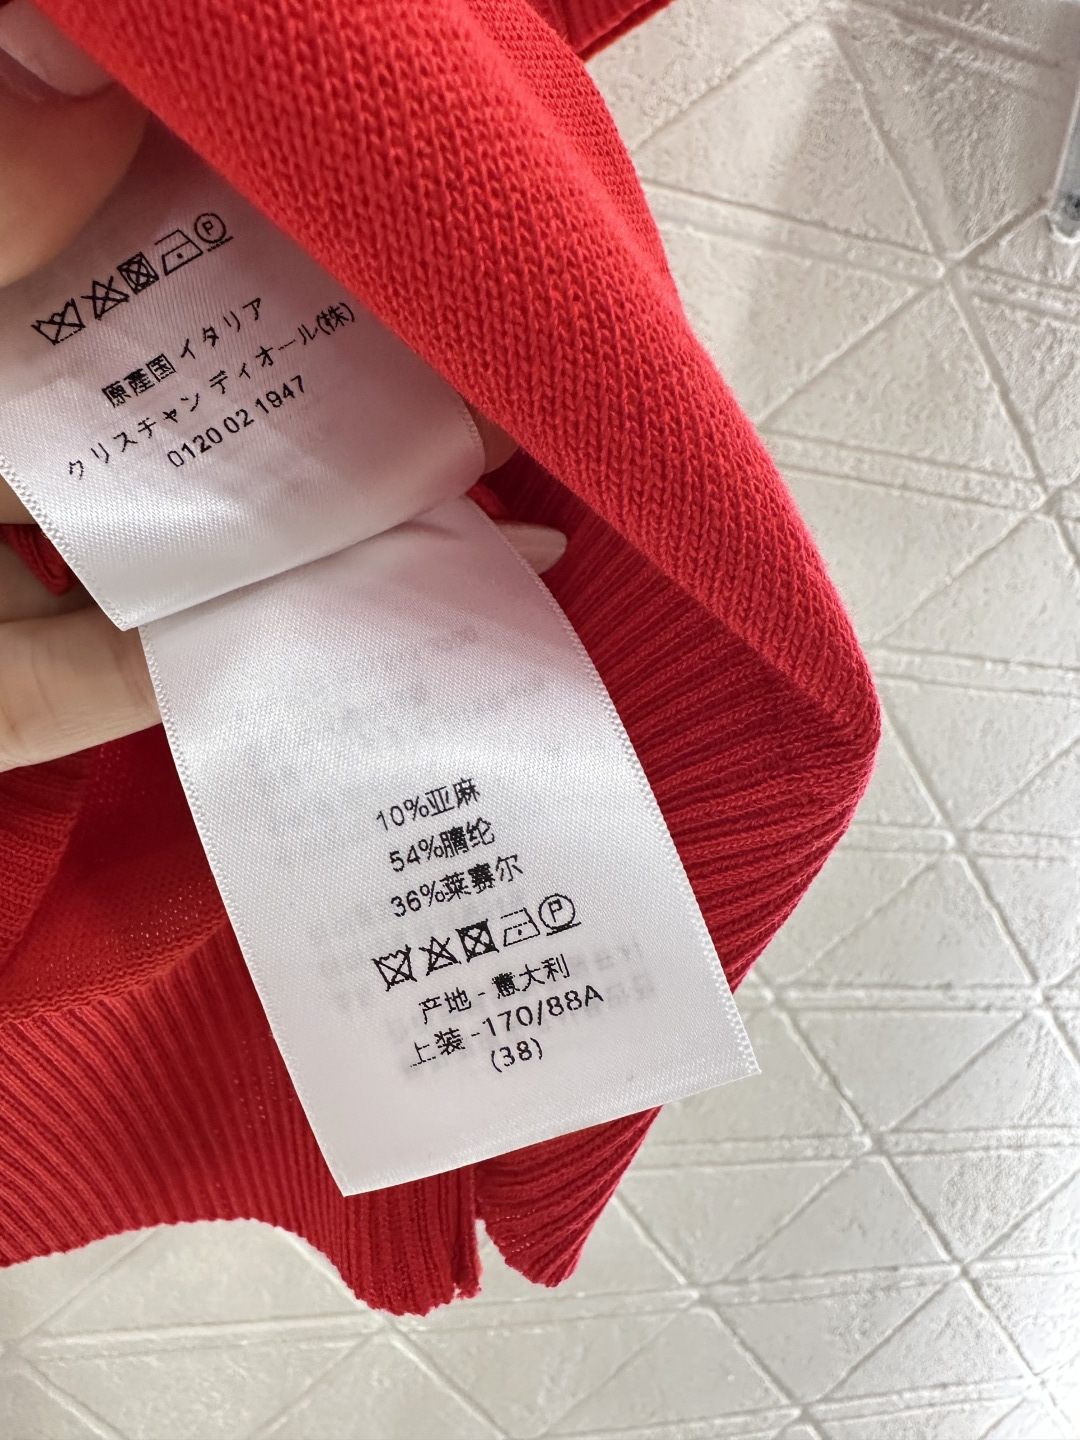 原産国 イタリア
クリスチャン ディオール(株)
0120 02 1947
10%亚麻
54%腈纶
36%莱赛尔
产地 - 意大利
上装 -170/88A
(38)